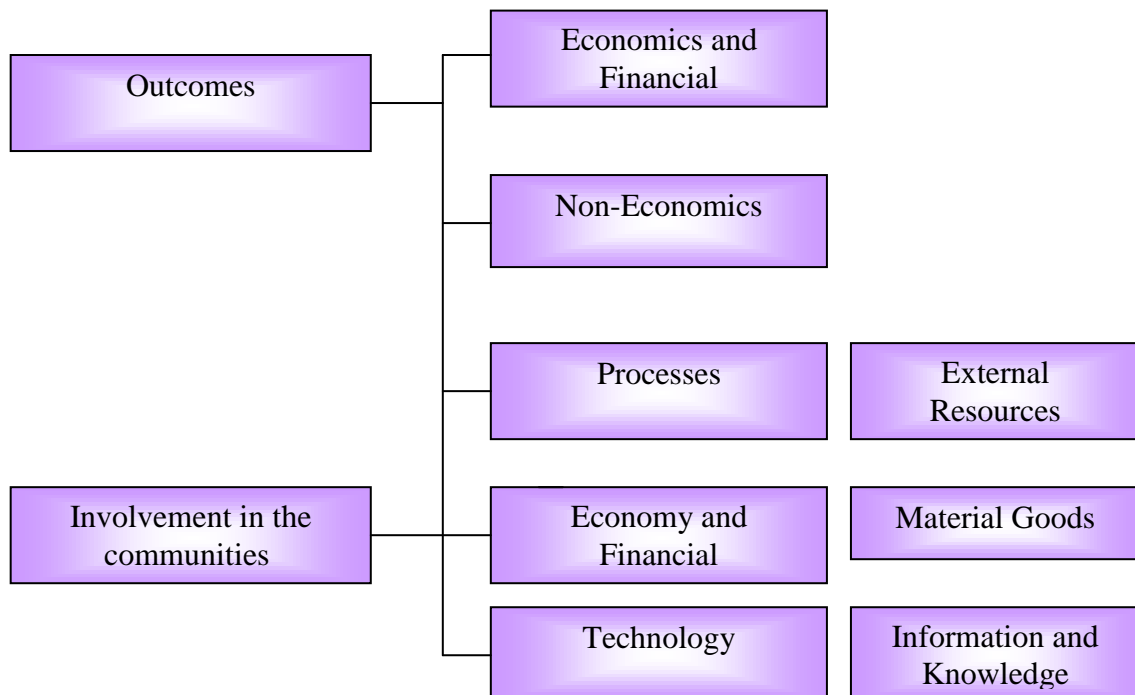 Outcomes
Economics and
Financial
Non-Economics
Processes
External
Resources
Involvement in the
communities
Economy and
Financial
Material Goods
Technology
Information and
Knowledge